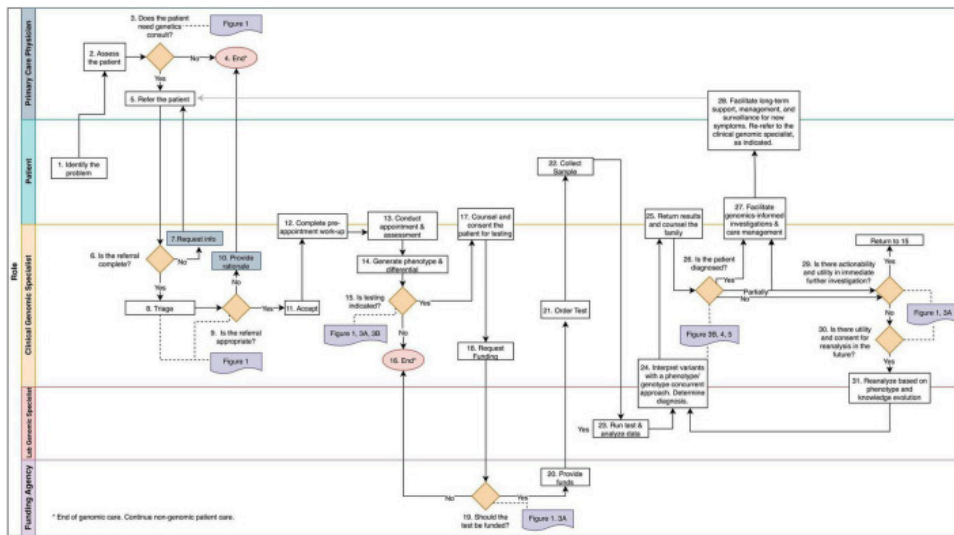 Role
Primary Care Physician
Patient
Clinical Genomic Specialist
Lab Genomic Specialist
Funding Agency
1. Identify the
problem
2. Assess
the patient
3. Does the patient
need genetics
consult?
Figure 1
No
4. End*
Yes
5. Refer the patient
6. Is the referral
complete?
No
7.Request info
Yes
8. Triage
9. Is the referral
appropriate?
Figure 1
No
10. Provide
rationale
Yes
11. Accept
12. Complete pre-
appointment work-up
13. Conduct
appointment &
assessment
14. Generate phenotype &
differential
15. Is testing
indicated?
Figure 1, 3A, 3B
Yes
No
16. End*
17. Counsel and
consent the
patient for testing
18. Request
Funding
19. Should the
test be funded?
No
Yes
Figure 1, 3A
20. Provide
funds
21. Order Test
22. Collect
Sample
Yes
23. Run test &
analyze data
24. Interpret variants
with a phenotype/
genotype concurrent
approach. Determine
diagnosis.
25. Return results
and counsel the
family
26. Is the patient
diagnosed?
Figure 3B, 4, 5
Yes
Partially
No
27. Facilitate
genomics-informed
investigations &
care management
28. Facilitate long-term
support, management, and
surveillance for new
symptoms. Re-refer to the
clinical genomic specialist,
as indicated.
Return to 15
Yes
29. Is there actionability
and utility in immediate
further investigation?
Figure 1, 3A
No
30. Is there utility
and consent for
reanalysis in the
future?
Yes
31. Reanalyze based on
phenotype and
knowledge evolution
* End of genomic care. Continue non-genomic patient care.